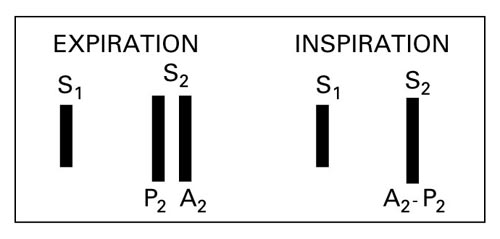 EXPIRATION
S₁
S₂
P₂ A₂
INSPIRATION
S₁
S₂
A₂-P₂